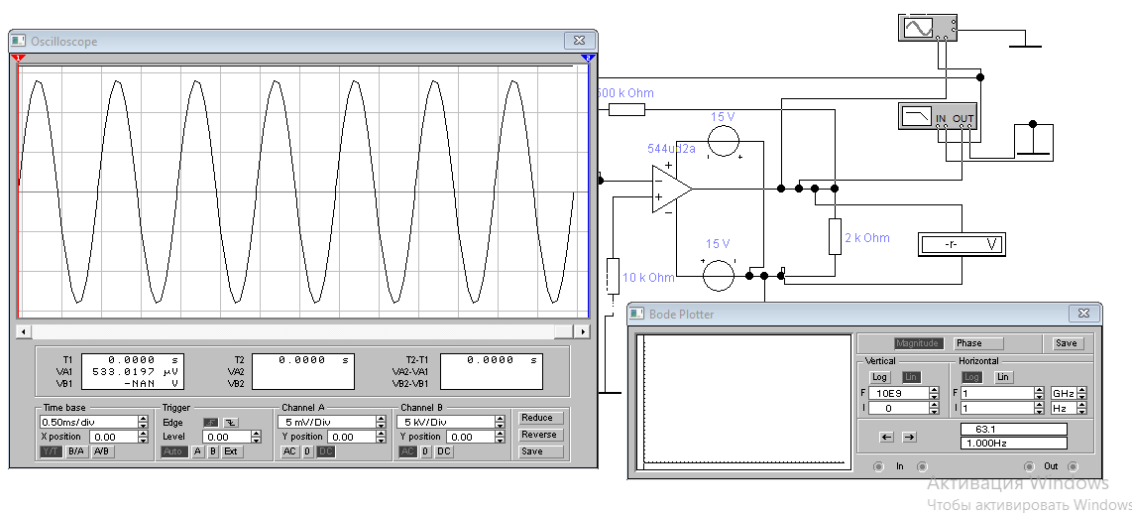 Oscilloscope
500 k Ohm
15 V
544ud2a
IN OUT
2 k Ohm
-r- V
15 V
10 k Ohm
T1 0.0000 s
VA1 533.0197 µV
VB1 -NAN V
T2 0.0000 s
VA2
VB2
T2-T1 0.0000 s
VA2-VA1
VB2-VB1
Time base
0.50ms/div
X position 0.00
Y/T B/A A/B
Trigger
Edge
Level 0.00
Auto A B Ext
Channel A
5 mV/Div
Y position 0.00
AC 0 DC
Channel B
5 kV/Div
Y position 0.00
AC 0 DC
Reduce
Reverse
Save
Bode Plotter
Magnitude Phase Save
Vertical
Log Lin
F 10E9
I 0
Horizontal
Log Lin
F 1 GHz
I 1 Hz
63.1
1.000Hz
In Out
Активация Windows
Чтобы активировать Windows